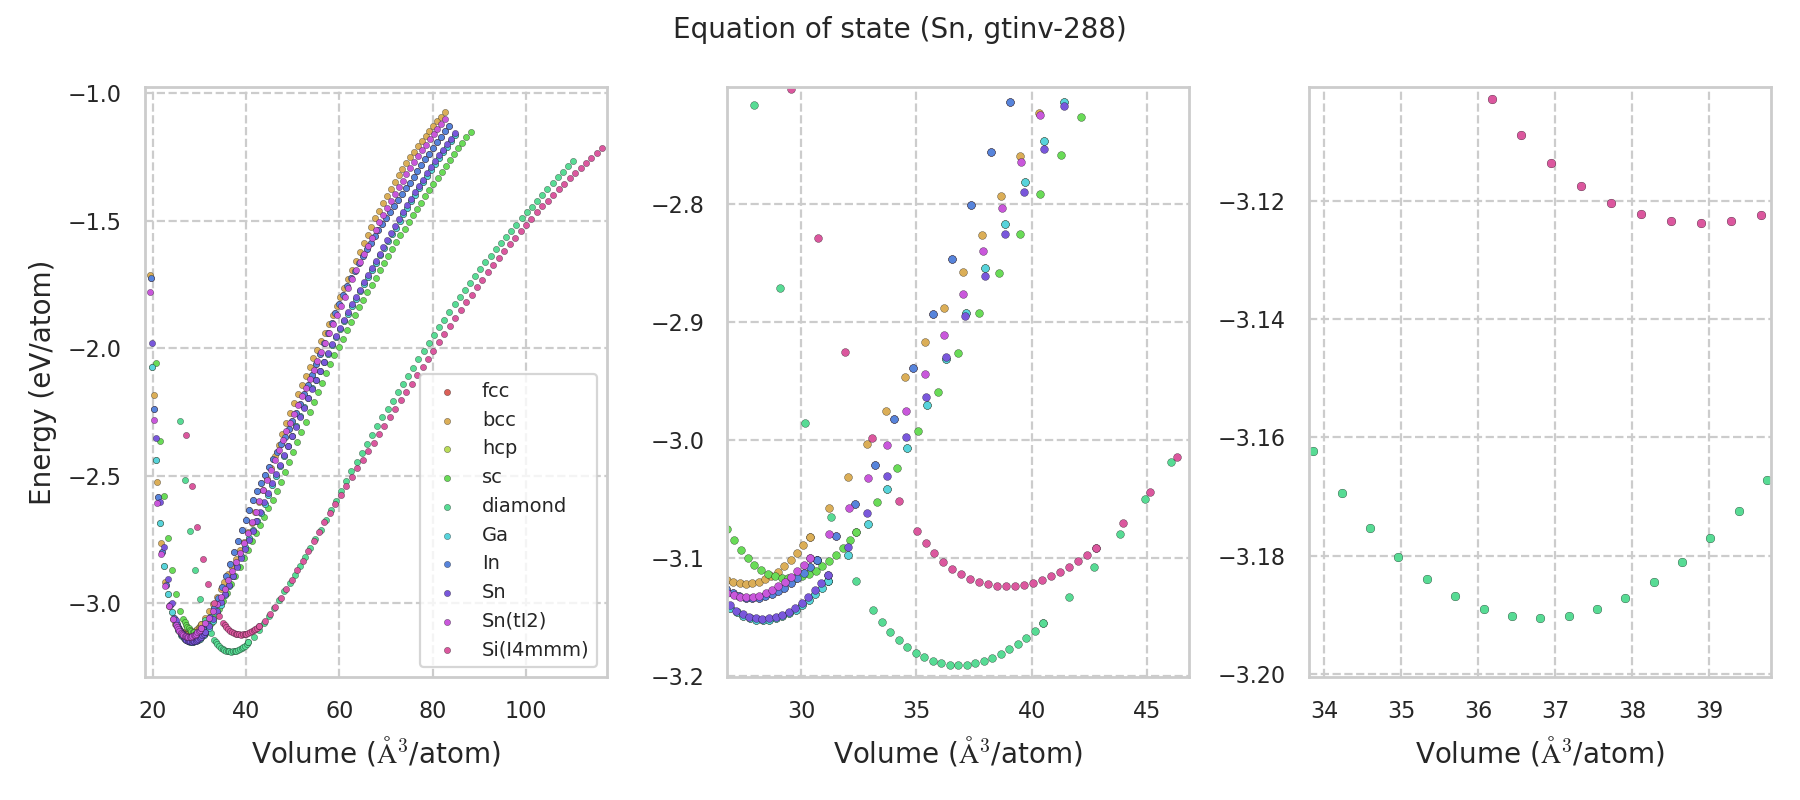 Equation of state (Sn, gtinv-288)
Energy (eV/atom)
−1.0
−1.5
−2.0
−2.5
−3.0
20 40 60 80 100
Volume (Å³/atom)
fcc
bcc
hcp
sc
diamond
Ga
In
Sn
Sn(tI2)
Si(I4mmm)
−2.8
−2.9
−3.0
−3.1
−3.2
30 35 40 45
Volume (Å³/atom)
−3.12
−3.14
−3.16
−3.18
−3.20
34 35 36 37 38 39
Volume (Å³/atom)